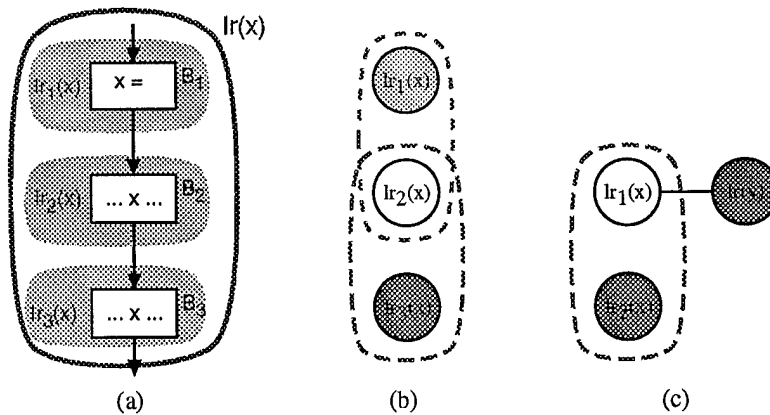 lr(x)
lr₁(x)
x =
B₁
lr₂(x)
... x ...
B₂
lr₃(x)
... x ...
B₃
(a)
lr₁(x)
lr₂(x)
(b)
lr₁(x)
(c)